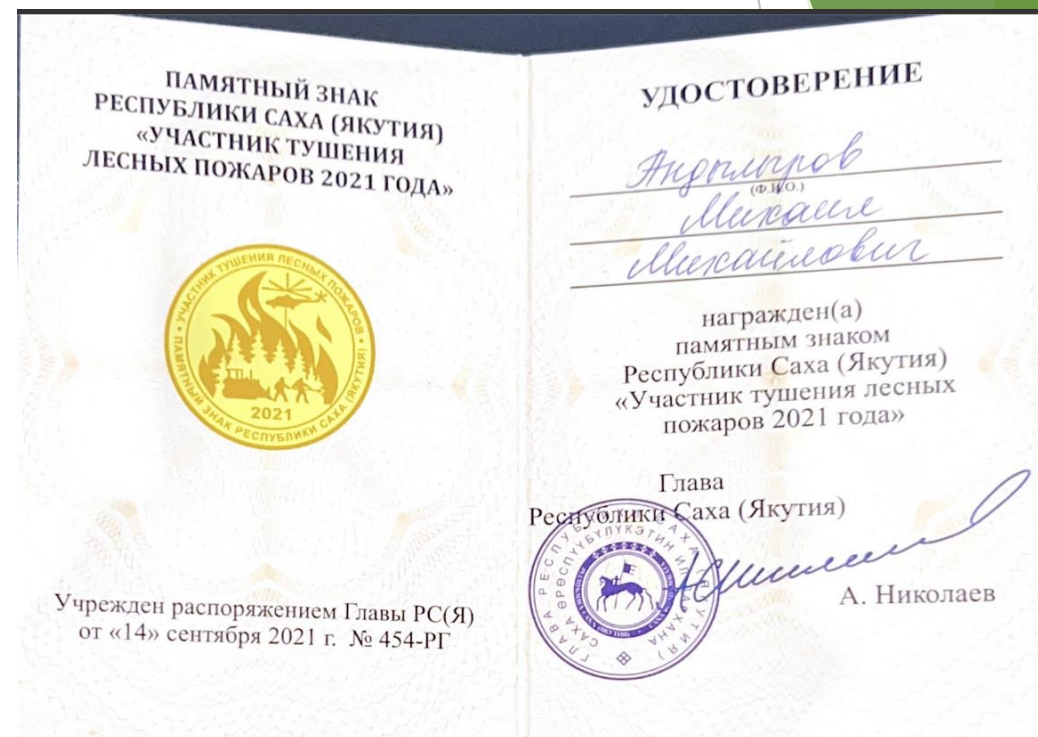 ПАМЯТНЫЙ ЗНАК
РЕСПУБЛИКИ САХА (ЯКУТИЯ)
«УЧАСТНИК ТУШЕНИЯ
ЛЕСНЫХ ПОЖАРОВ 2021 ГОДА»
УЧАСТНИК ТУШЕНИЯ ЛЕСНЫХ ПОЖАРОВ
• ПАМЯТНЫЙ ЗНАК РЕСПУБЛИКИ САХА (ЯКУТИЯ) •
2021
Учрежден распоряжением Главы РС(Я)
от «14» сентября 2021 г. № 454-РГ
УДОСТОВЕРЕНИЕ
(Ф.И.О.)
Михаил
Михайлович
награжден(а)
памятным знаком
Республики Саха (Якутия)
«Участник тушения лесных
пожаров 2021 года»
Глава
Республики Саха (Якутия)
А. Николаев